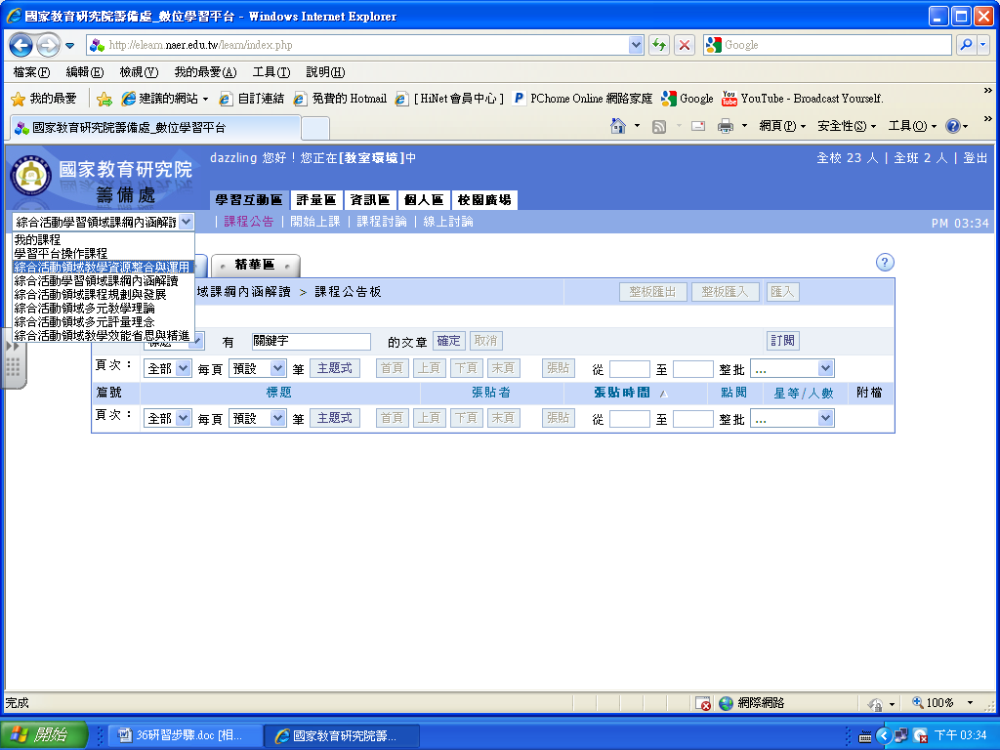 國家教育研究院籌備處_數位學習平台 - Windows Internet Explorer
http://elearn.naer.edu.tw/learn/index.php
Google
檔案(F) 編輯(E) 檢視(V) 我的最愛(A) 工具(T) 說明(H)
我的最愛 建議的網站 自訂連結 免費的 Hotmail [ HiNet 會員中心 ] PChome Online 網路家庭 Google YouTube - Broadcast Yourself.
國家教育研究院籌備處_數位學習平台
網頁(P) 安全性(S) 工具(O)
dazzling 您好！您正在[教室環境]中
全校 23 人 | 全班 2 人 | 登出
國家教育研究院
籌備處
學習互動區 評量區 資訊區 個人區 校園廣場
綜合活動學習領域課綱內涵解讀
| 課程公告 | 開始上課 | 課程討論 | 線上討論
PM 03:34
我的課程
學習平台操作課程
綜合活動領域教學資源整合與運用
綜合活動學習領域課綱內涵解讀
綜合活動領域課程規劃與發展
綜合活動領域多元教學理論
綜合活動領域多元評量理念
綜合活動領域教學效能省思與精進
精華區
域課綱內涵解讀 > 課程公告板
整板匯出 整板匯入 匯入
標題 有 關鍵字 的文章 確定 取消 訂閱
頁次： 全部 每頁 預設 筆 主題式 首頁 上頁 下頁 末頁 張貼 從 至 整批 ...
篇號 標題 張貼者 張貼時間 點閱 星等/人數 附檔
頁次： 全部 每頁 預設 筆 主題式 首頁 上頁 下頁 末頁 張貼 從 至 整批 ...
完成 網際網路 100%
開始 36研習步驟.doc [相... 國家教育研究院籌... 下午 03:34